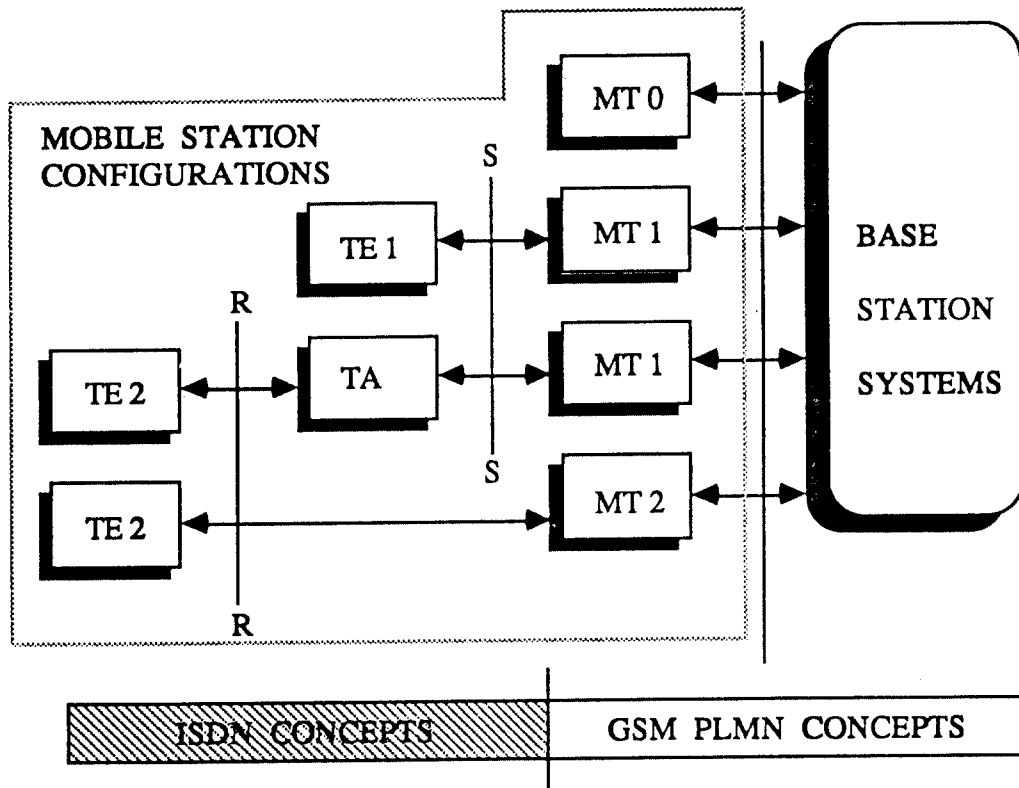 MT 0
MOBILE STATION
CONFIGURATIONS
S
TE 1
MT 1
BASE
STATION
SYSTEMS
R
TE 2
TA
MT 1
S
TE 2
MT 2
R
ISDN CONCEPTS
GSM PLMN CONCEPTS